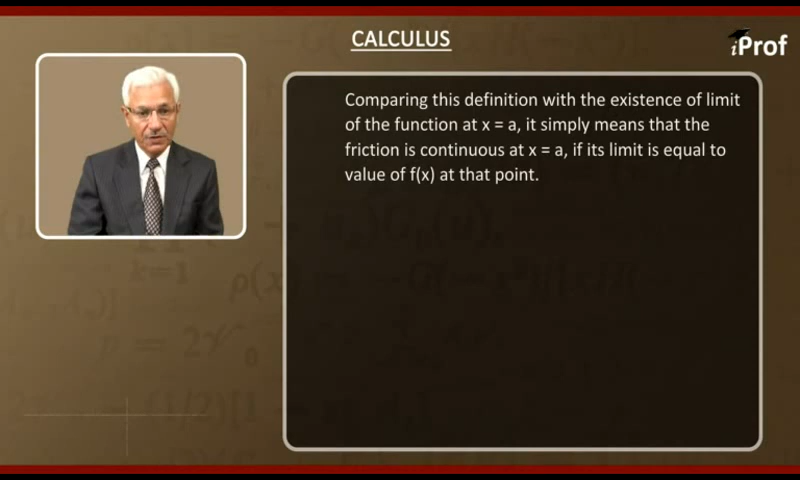 CALCULUS
iProf
Comparing this definition with the existence of limit
of the function at x = a, it simply means that the
friction is continuous at x = a, if its limit is equal to
value of f(x) at that point.
k=1